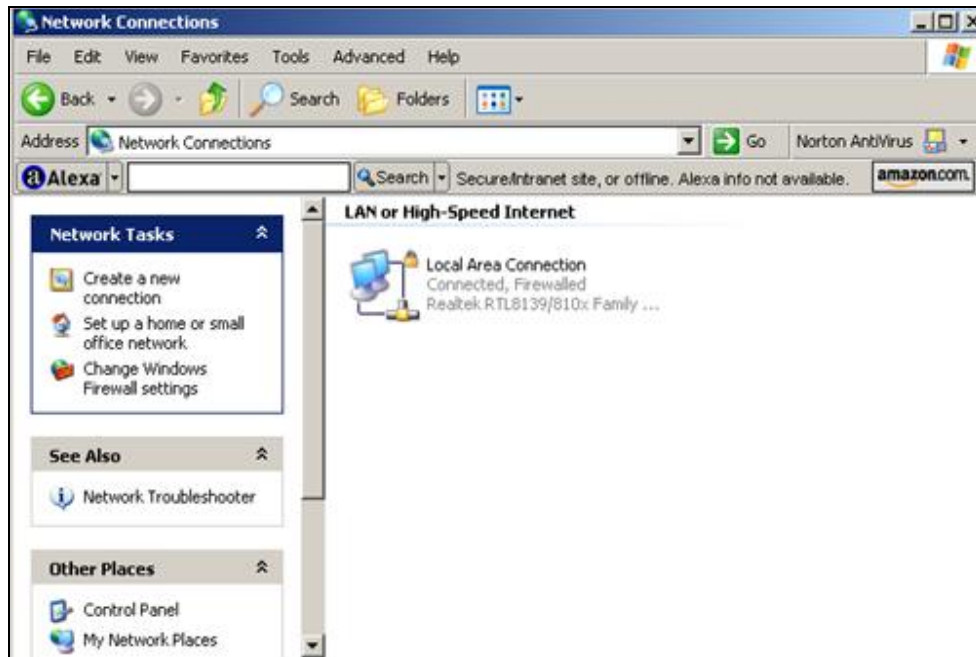 Network Connections
File Edit View Favorites Tools Advanced Help
Back Search Folders
Address Network Connections Go Norton AntiVirus
Alexa Search Secure/Intranet site, or offline. Alexa info not available. amazon.com.
Network Tasks
Create a new
connection
Set up a home or small
office network
Change Windows
Firewall settings
See Also
Network Troubleshooter
Other Places
Control Panel
My Network Places
LAN or High-Speed Internet
Local Area Connection
Connected, Firewalled
Realtek RTL8139/810x Family ...